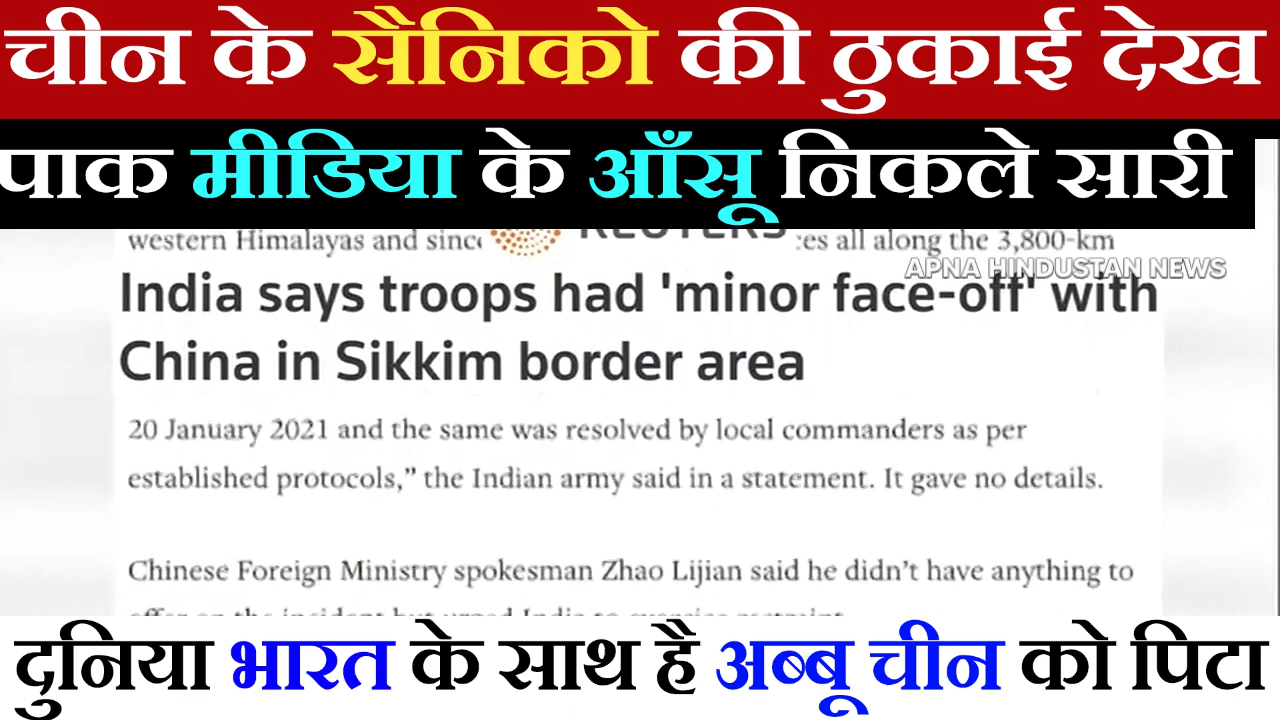 चीन के सैनिको की ठुकाई देख
पाक मीडिया के आँसू निकले सारी
western Himalayas and since
REUTERS
all along the 3,800-km
APNA HINDUSTAN NEWS
India says troops had 'minor face-off' with
China in Sikkim border area
20 January 2021 and the same was resolved by local commanders as per
established protocols,” the Indian army said in a statement. It gave no details.
Chinese Foreign Ministry spokesman Zhao Lijian said he didn’t have anything to
दुनिया भारत के साथ है अब्बू चीन को पिटा